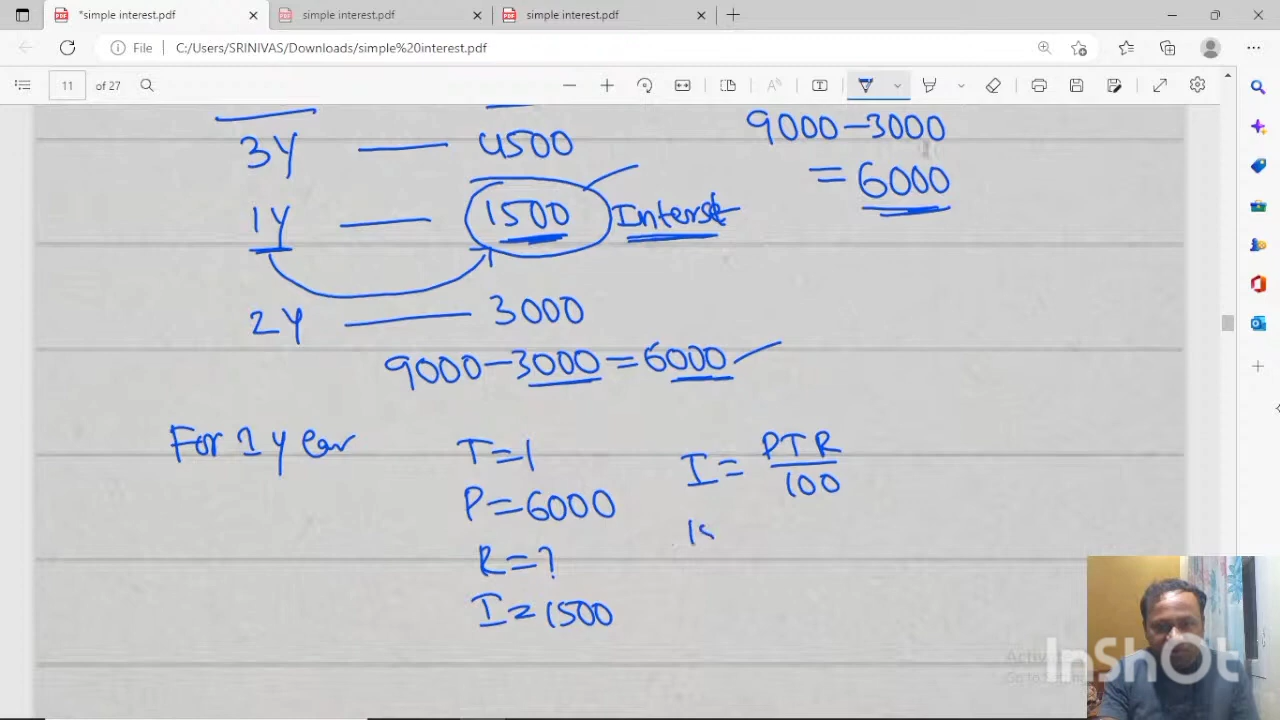 *simple interest.pdf
simple interest.pdf
simple interest.pdf
File C:/Users/SRINIVAS/Downloads/simple%20interest.pdf
11 of 27
3Y — 4500
9000-3000
= 6000
1Y — 1500 Interst
2Y — 3000
9000-3000=6000
For 1 year
T=1
P=6000
R=?
I=1500
I = PTR
100
InShOt